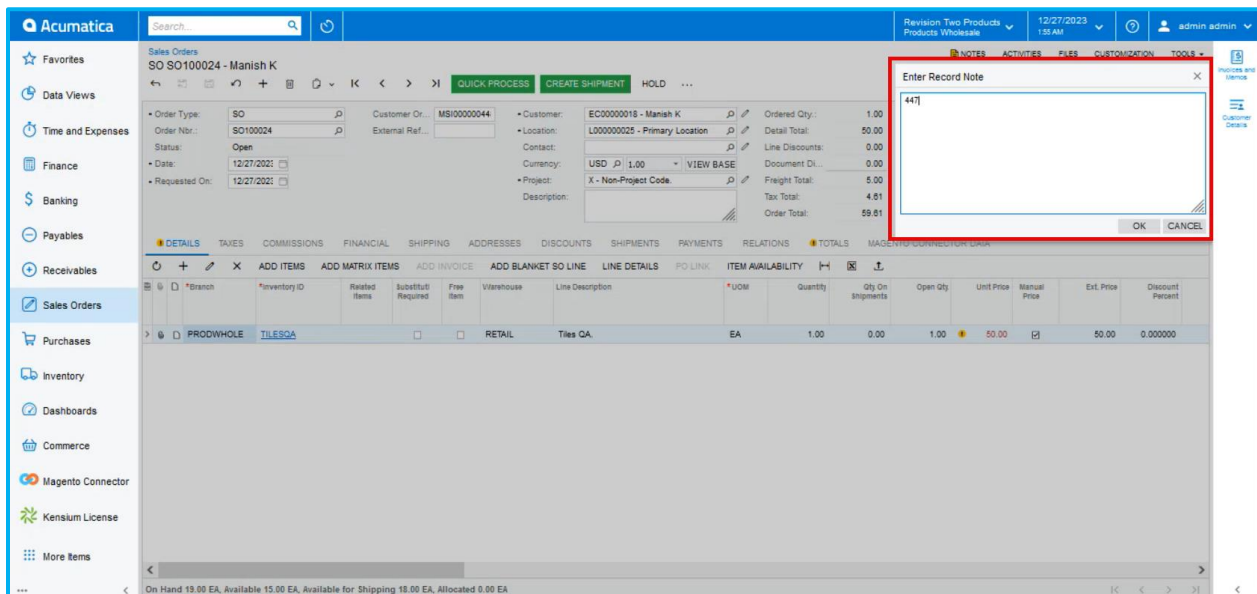 Acumatica
Search...
Revision Two Products
Products Wholesale
12/27/2023
1:55 AM
admin admin
Favorites
Data Views
Time and Expenses
Finance
Banking
Payables
Receivables
Sales Orders
Purchases
Inventory
Dashboards
Commerce
Magento Connector
Kensium License
More Items
Sales Orders
SO SO100024 - Manish K
NOTES ACTIVITIES FILES CUSTOMIZATION TOOLS
QUICK PROCESS CREATE SHIPMENT HOLD ...
Order Type: SO
Order Nbr.: SO100024
Status: Open
Date: 12/27/2023
Requested On: 12/27/2023
Customer Or... MSI00000044
External Ref...
Customer: EC00000018 - Manish K
Location: L000000025 - Primary Location
Contact:
Currency: USD 1.00 VIEW BASE
Project: X - Non-Project Code.
Description:
Ordered Qty.: 1.00
Detail Total: 50.00
Line Discounts: 0.00
Document Di... 0.00
Freight Total: 5.00
Tax Total: 4.61
Order Total: 59.61
Enter Record Note
447
OK CANCEL
Invoices and Memos
Customer Details
DETAILS TAXES COMMISSIONS FINANCIAL SHIPPING ADDRESSES DISCOUNTS SHIPMENTS PAYMENTS RELATIONS TOTALS MAGENTO CONNECTOR DATA
ADD ITEMS ADD MATRIX ITEMS ADD INVOICE ADD BLANKET SO LINE LINE DETAILS PO LINK ITEM AVAILABILITY
*Branch *Inventory ID Related Items Substituti Required Free Item Warehouse Line Description *UOM Quantity Qty. On Shipments Open Qty. Unit Price Manual Price Ext. Price Discount Percent
PRODWHOLE TILESQA RETAIL Tiles QA. EA 1.00 0.00 1.00 50.00 50.00 0.000000
On Hand 19.00 EA, Available 15.00 EA, Available for Shipping 18.00 EA, Allocated 0.00 EA